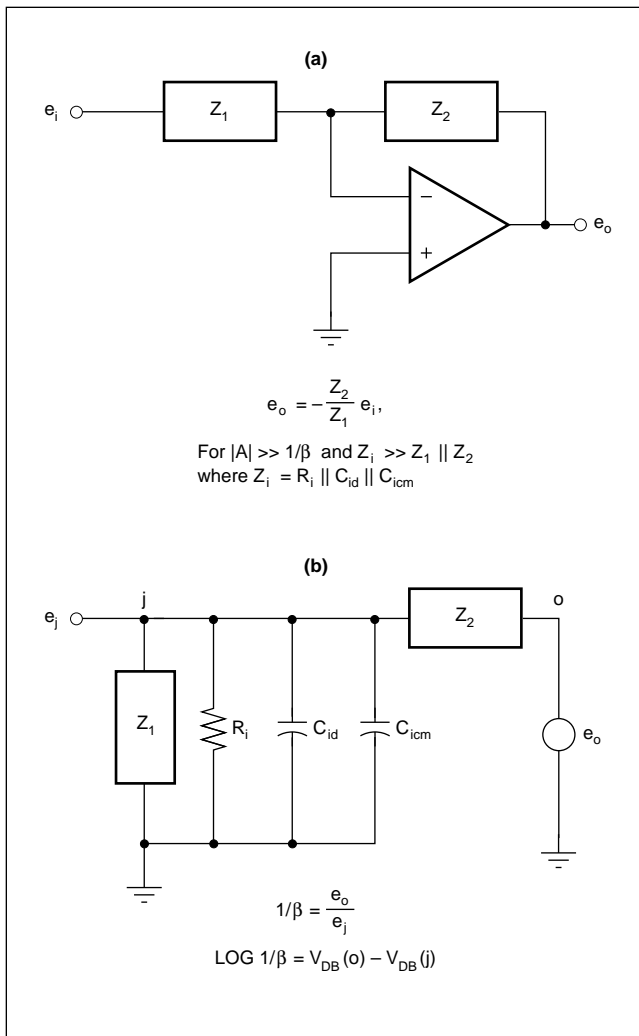 (a)
e_i
Z_1
Z_2
−
+
e_o
e_o = − Z_2 / Z_1 e_i,
For |A| >> 1/β and Z_i >> Z_1 || Z_2
where Z_i = R_i || C_id || C_icm
(b)
e_j
j
Z_2
o
Z_1
R_i
C_id
C_icm
e_o
1/β = e_o / e_j
LOG 1/β = V_DB (o) − V_DB (j)